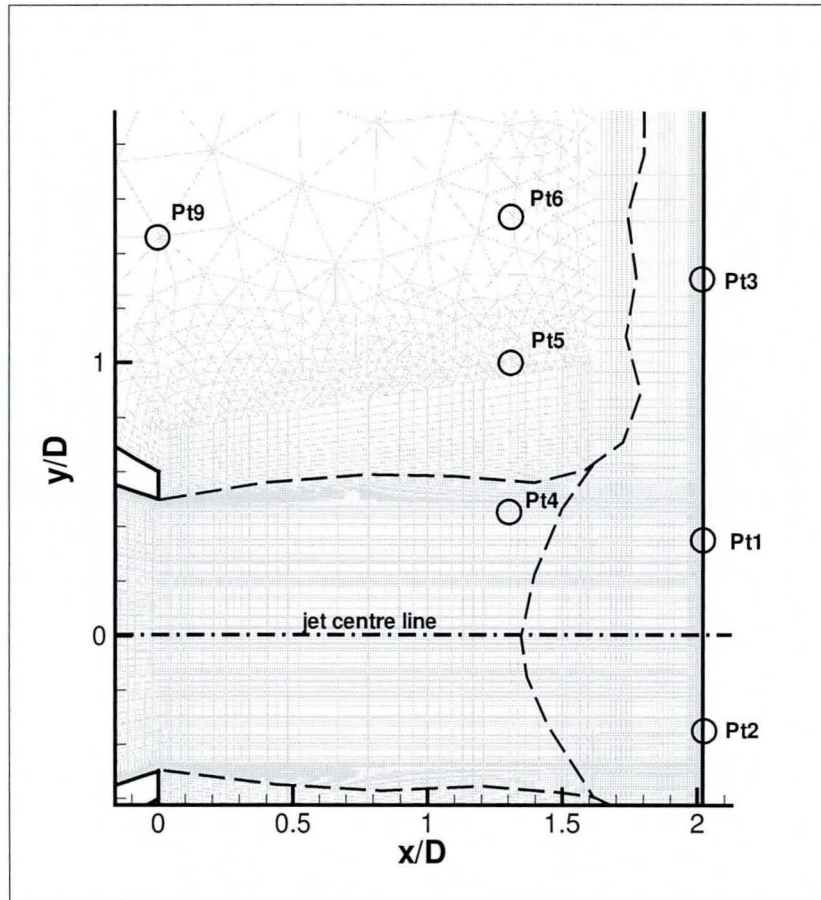 Pt9
Pt6
Pt3
Pt5
1
y/D
Pt4
Pt1
jet centre line
0
Pt2
0
0.5
1
1.5
2
x/D